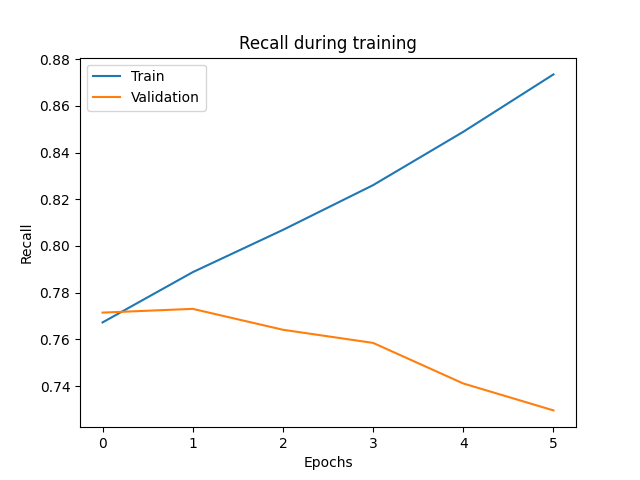 Recall during training
Train
Validation
0.88
0.86
0.84
0.82
0.80
0.78
0.76
0.74
Recall
0 1 2 3 4 5
Epochs